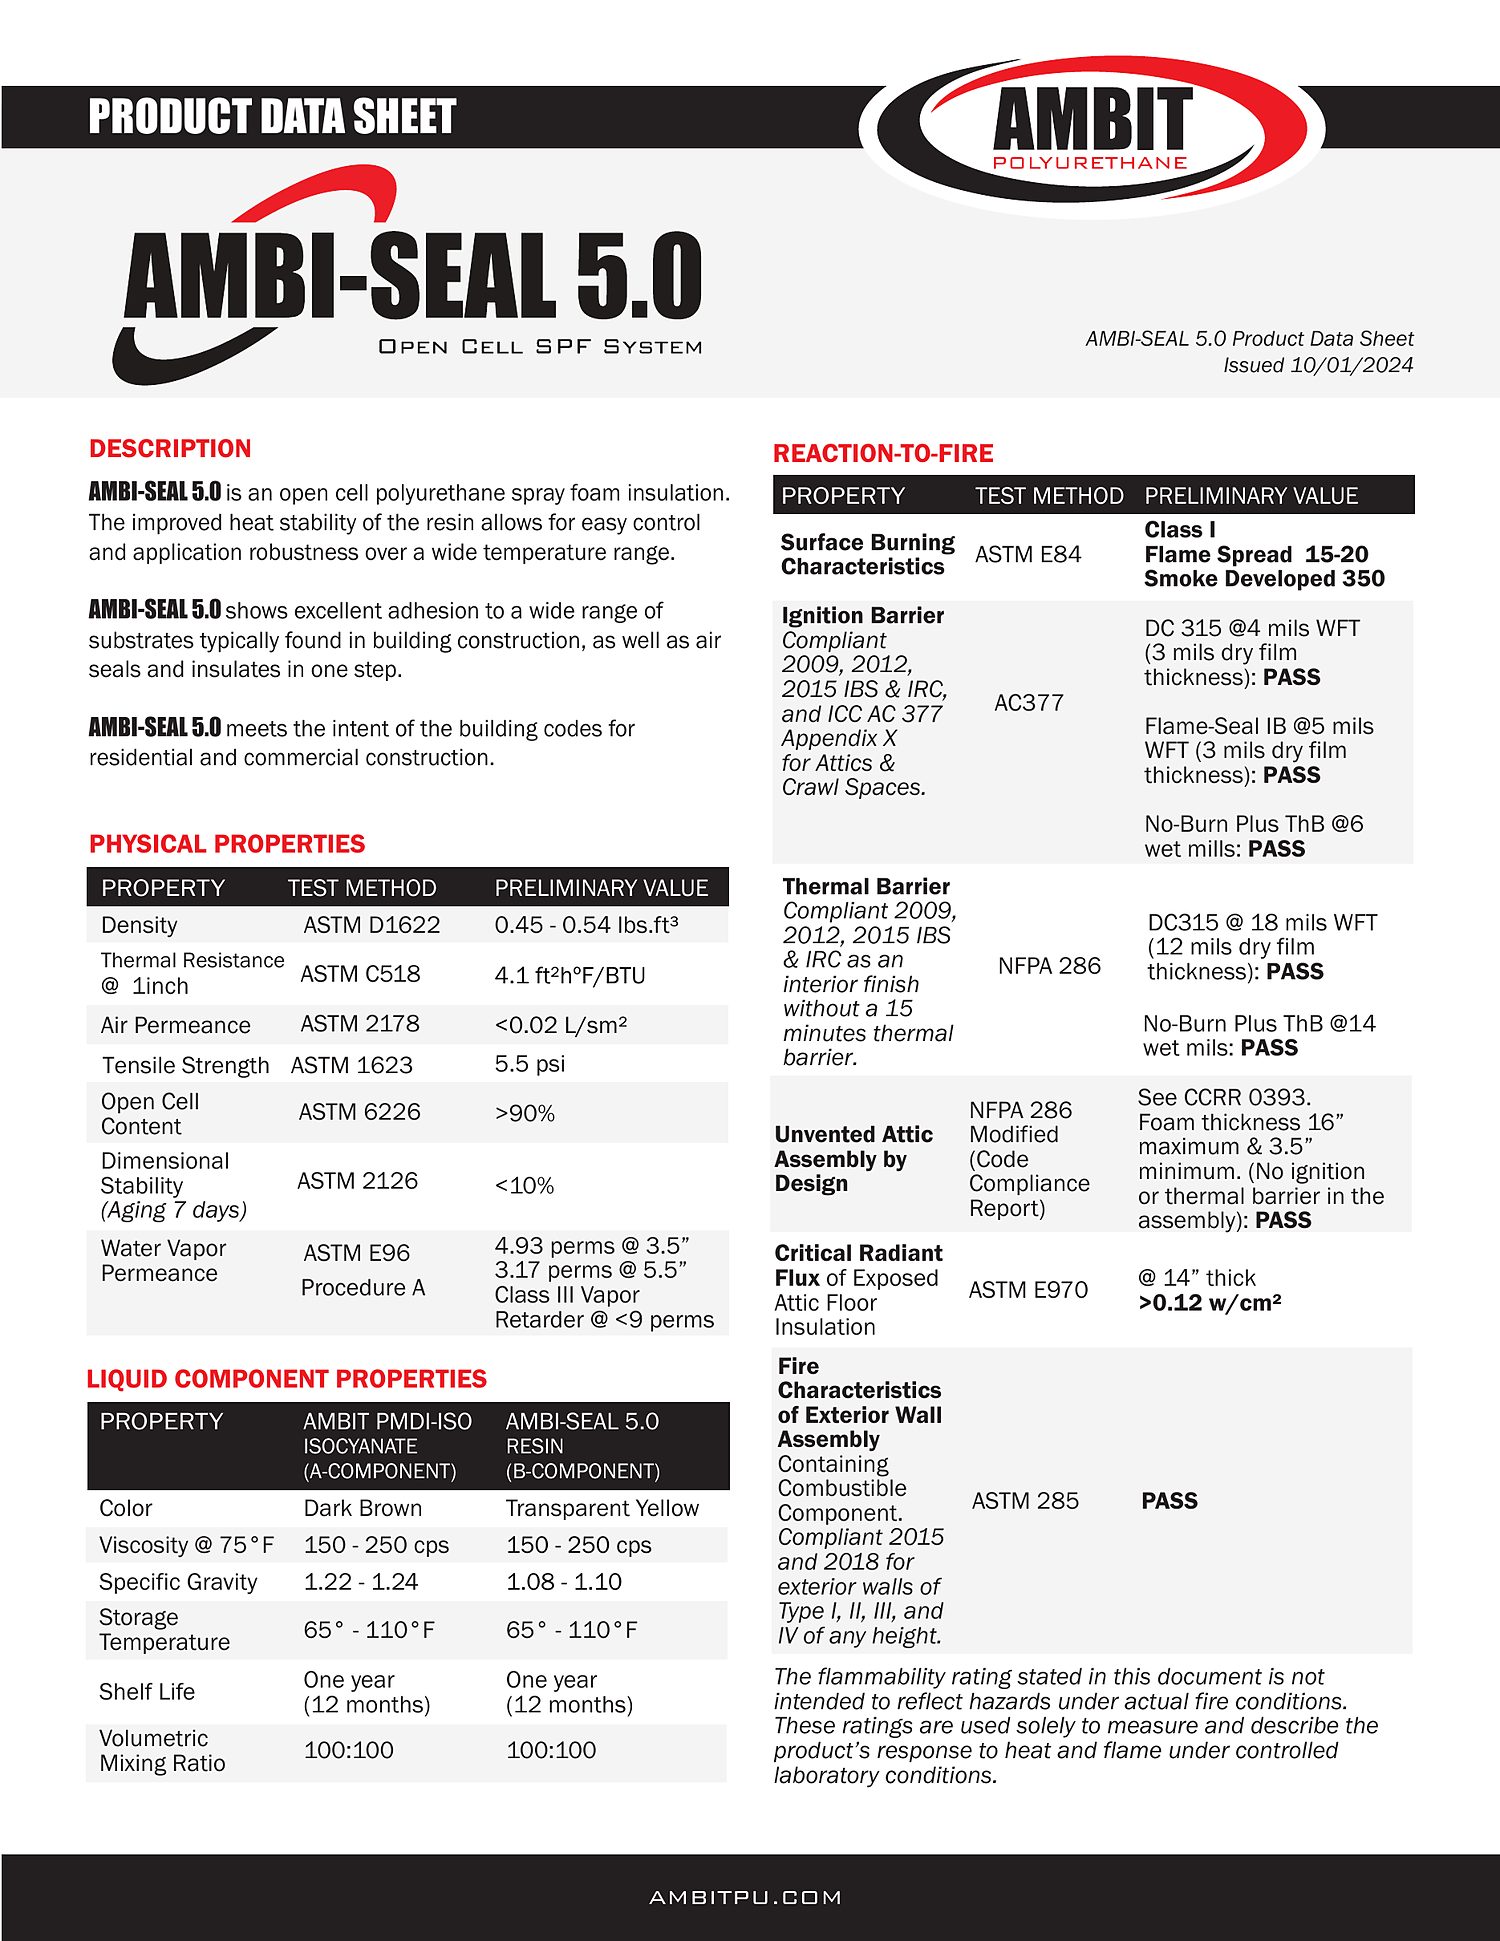 PRODUCT DATA SHEET
AMBIT
POLYURETHANE
AMBI-SEAL 5.0
OPEN CELL SPF SYSTEM
AMBI-SEAL 5.0 Product Data Sheet
Issued 10/01/2024
DESCRIPTION
AMBI-SEAL 5.0 is an open cell polyurethane spray foam insulation.
The improved heat stability of the resin allows for easy control
and application robustness over a wide temperature range.
AMBI-SEAL 5.0 shows excellent adhesion to a wide range of
substrates typically found in building construction, as well as air
seals and insulates in one step.
AMBI-SEAL 5.0 meets the intent of the building codes for
residential and commercial construction.
PHYSICAL PROPERTIES
PROPERTY TEST METHOD PRELIMINARY VALUE
Density ASTM D1622 0.45 - 0.54 lbs.ft³
Thermal Resistance
@ 1inch ASTM C518 4.1 ft²h°F/BTU
Air Permeance ASTM 2178 <0.02 L/sm²
Tensile Strength ASTM 1623 5.5 psi
Open Cell
Content ASTM 6226 >90%
Dimensional
Stability ASTM 2126 <10%
(Aging 7 days)
Water Vapor ASTM E96 4.93 perms @ 3.5”
Permeance Procedure A 3.17 perms @ 5.5”
Class III Vapor
Retarder @ <9 perms
LIQUID COMPONENT PROPERTIES
PROPERTY AMBIT PMDI-ISO AMBI-SEAL 5.0
ISOCYANATE RESIN
(A-COMPONENT) (B-COMPONENT)
Color Dark Brown Transparent Yellow
Viscosity @ 75°F 150 - 250 cps 150 - 250 cps
Specific Gravity 1.22 - 1.24 1.08 - 1.10
Storage
Temperature 65° - 110°F 65° - 110°F
Shelf Life One year One year
(12 months) (12 months)
Volumetric
Mixing Ratio 100:100 100:100
REACTION-TO-FIRE
PROPERTY TEST METHOD PRELIMINARY VALUE
Surface Burning
Characteristics
ASTM E84
Class I
Flame Spread 15-20
Smoke Developed 350
Ignition Barrier
Compliant
2009, 2012,
2015 IBS & IRC,
and ICC AC 377
Appendix X
for Attics &
Crawl Spaces.
AC377
DC 315 @4 mils WFT
(3 mils dry film
thickness): PASS
Flame-Seal IB @5 mils
WFT (3 mils dry film
thickness): PASS
No-Burn Plus ThB @6
wet mills: PASS
Thermal Barrier
Compliant 2009,
2012, 2015 IBS
& IRC as an
interior finish
without a 15
minutes thermal
barrier.
NFPA 286
DC315 @ 18 mils WFT
(12 mils dry film
thickness): PASS
No-Burn Plus ThB @14
wet mils: PASS
Unvented Attic
Assembly by
Design
NFPA 286
Modified
(Code
Compliance
Report)
See CCRR 0393.
Foam thickness 16”
maximum & 3.5”
minimum. (No ignition
or thermal barrier in the
assembly): PASS
Critical Radiant
Flux of Exposed
Attic Floor
Insulation
ASTM E970
@ 14” thick
>0.12 w/cm²
Fire
Characteristics
of Exterior Wall
Assembly
Containing
Combustible
Component.
Compliant 2015
and 2018 for
exterior walls of
Type I, II, III, and
IV of any height.
ASTM 285
PASS
The flammability rating stated in this document is not
intended to reflect hazards under actual fire conditions.
These ratings are used solely to measure and describe the
product’s response to heat and flame under controlled
laboratory conditions.
AMBITPU.COM